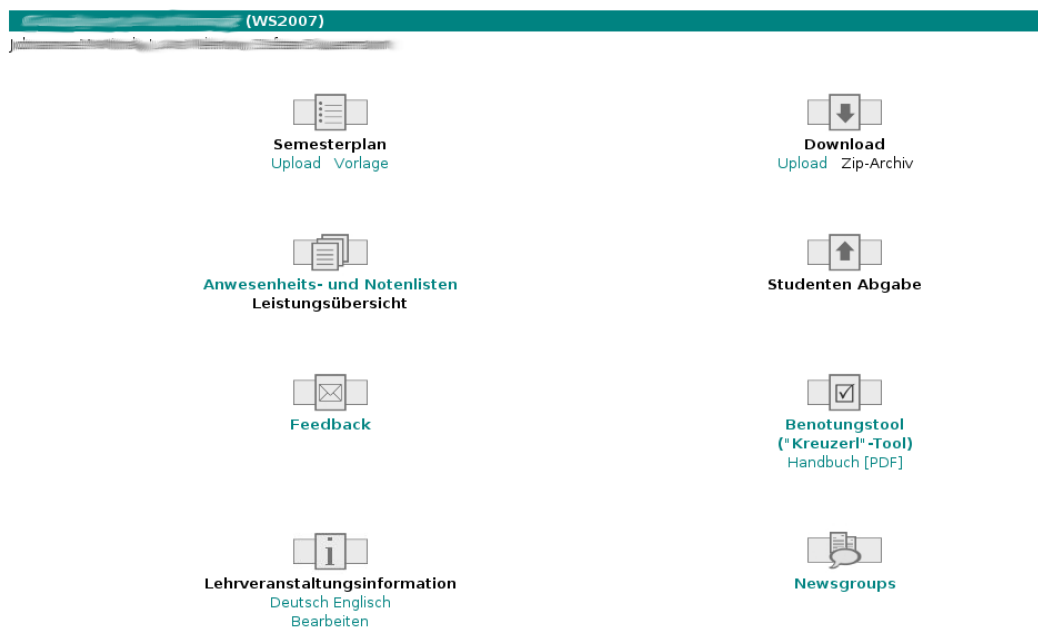 (WS2007)
Semesterplan
Upload Vorlage
Download
Upload Zip-Archiv
Anwesenheits- und Notenlisten
Leistungsübersicht
Studenten Abgabe
Feedback
Benotungstool
("Kreuzerl"-Tool)
Handbuch [PDF]
Lehrveranstaltungsinformation
Deutsch Englisch
Bearbeiten
Newsgroups